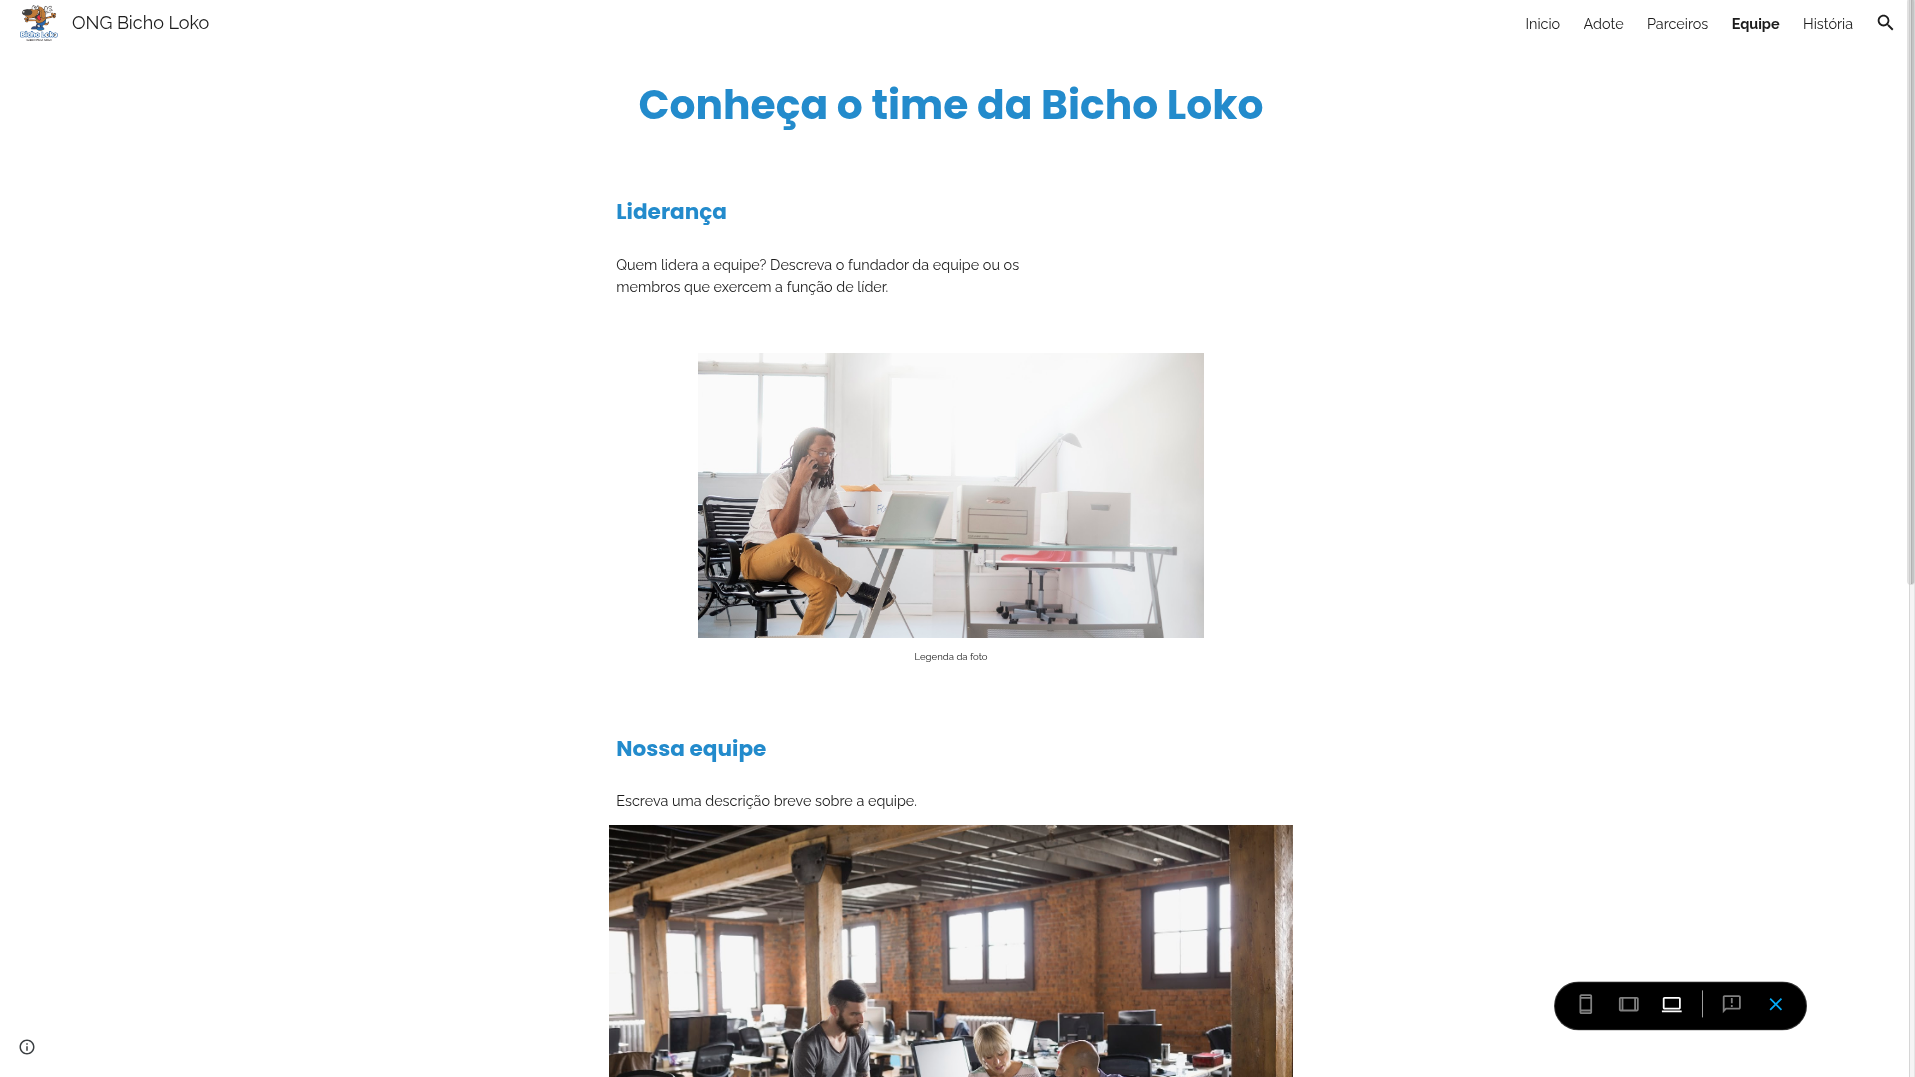 Bicho Loko
ONG Bicho Loko
Inicio
Adote
Parceiros
Equipe
História
Conheça o time da Bicho Loko
Liderança
Quem lidera a equipe? Descreva o fundador da equipe ou os
membros que exercem a função de líder.
Legenda da foto
Nossa equipe
Escreva uma descrição breve sobre a equipe.